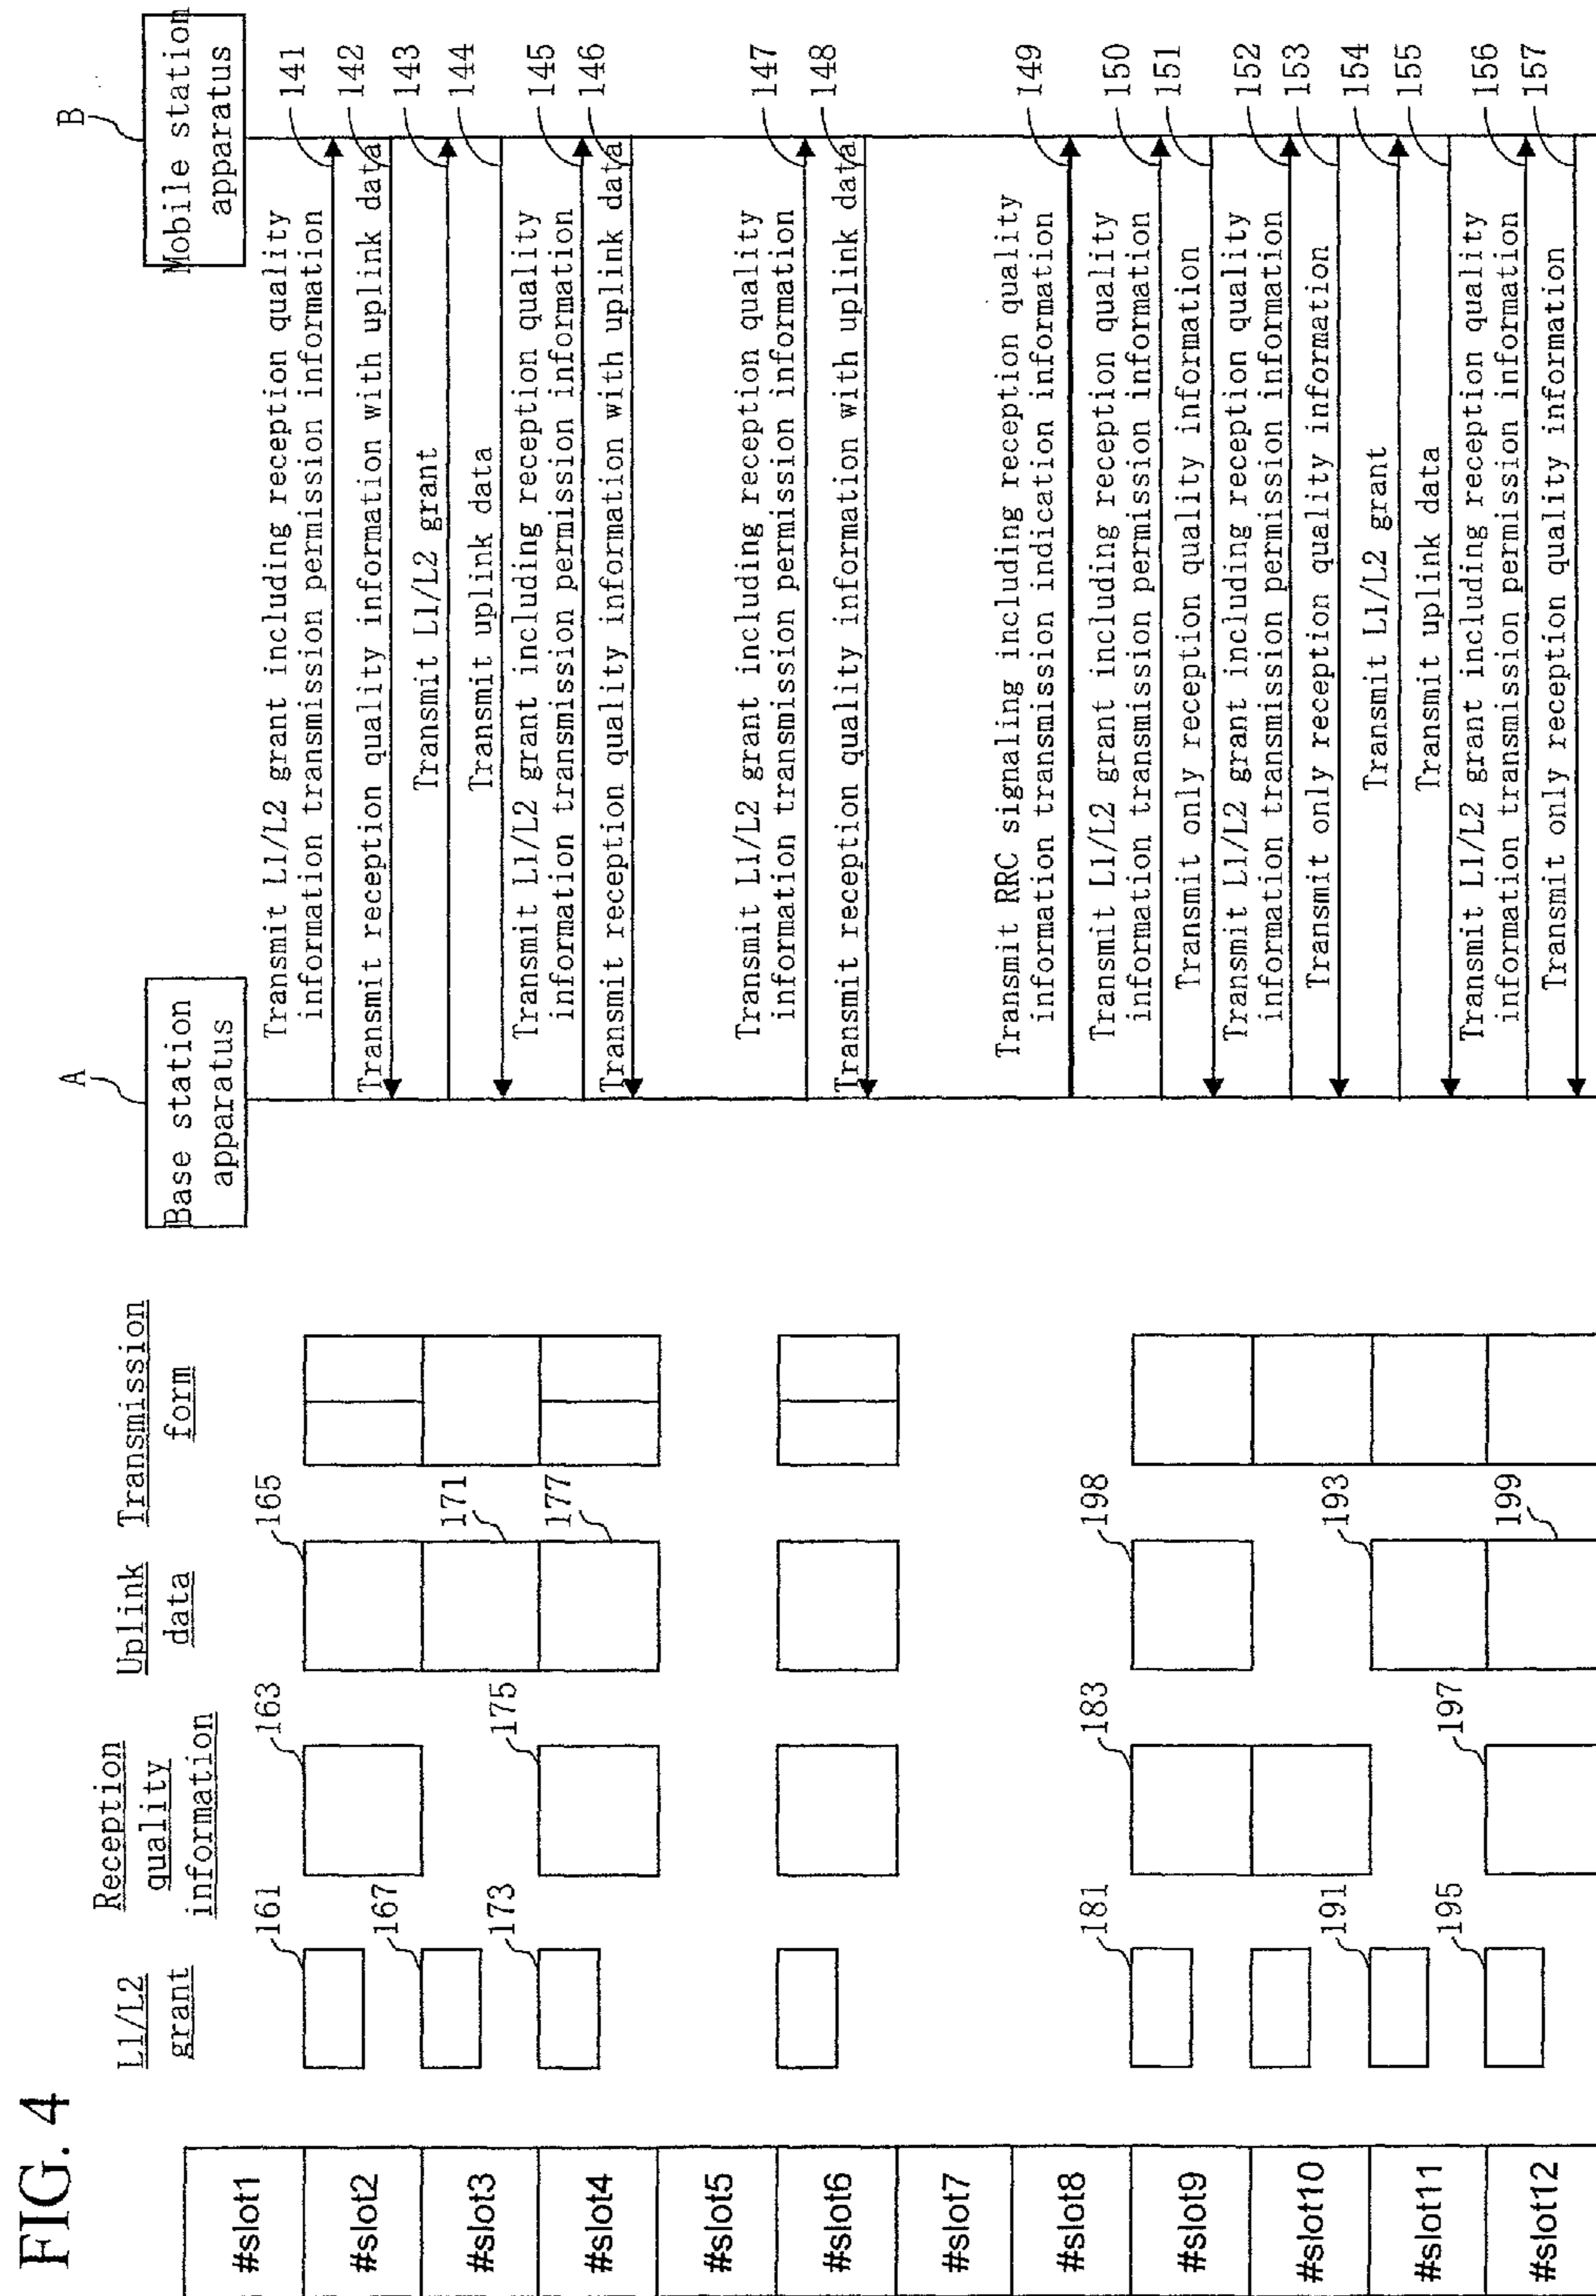 FIG. 4
L1/L2
grant
Reception
quality
information
Uplink
data
Transmission
form
A
Base station
apparatus
B
Mobile station
apparatus
#slot1
#slot2
#slot3
#slot4
#slot5
#slot6
#slot7
#slot8
#slot9
#slot10
#slot11
#slot12
161
163
165
167
171
173
175
177
181
183
198
191
193
195
197
199
Transmit L1/L2 grant including reception quality
information transmission permission information
141
Transmit reception quality information with uplink data
142
Transmit L1/L2 grant
143
Transmit uplink data
144
Transmit L1/L2 grant including reception quality
information transmission permission information
145
Transmit reception quality information with uplink data
146
Transmit L1/L2 grant including reception quality
information transmission permission information
147
Transmit reception quality information with uplink data
148
Transmit RRC signaling including reception quality
information transmission indication information
149
Transmit L1/L2 grant including reception quality
information transmission permission information
150
Transmit only reception quality information
151
Transmit L1/L2 grant including reception quality
information transmission permission information
152
Transmit only reception quality information
153
Transmit L1/L2 grant
154
Transmit uplink data
155
Transmit L1/L2 grant including reception quality
information transmission permission information
156
Transmit only reception quality information
157